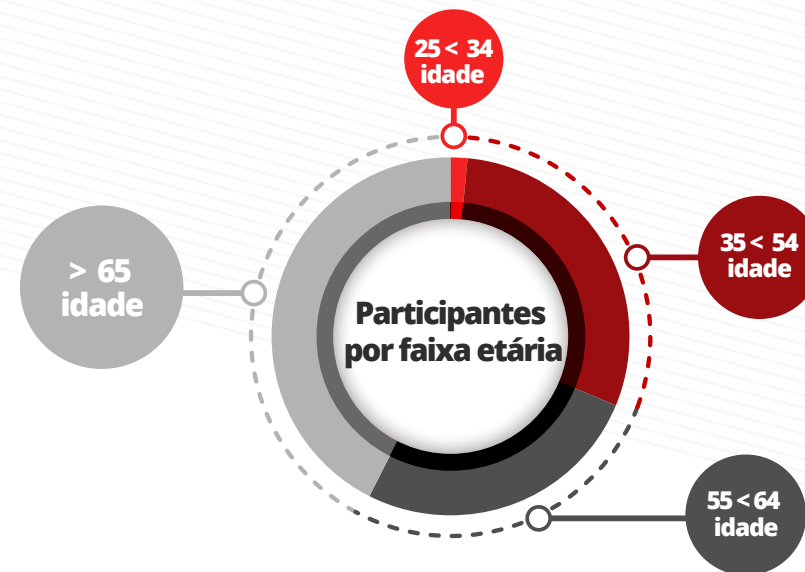 25 < 34
idade
35 < 54
idade
> 65
idade
Participantes
por faixa etária
55 < 64
idade